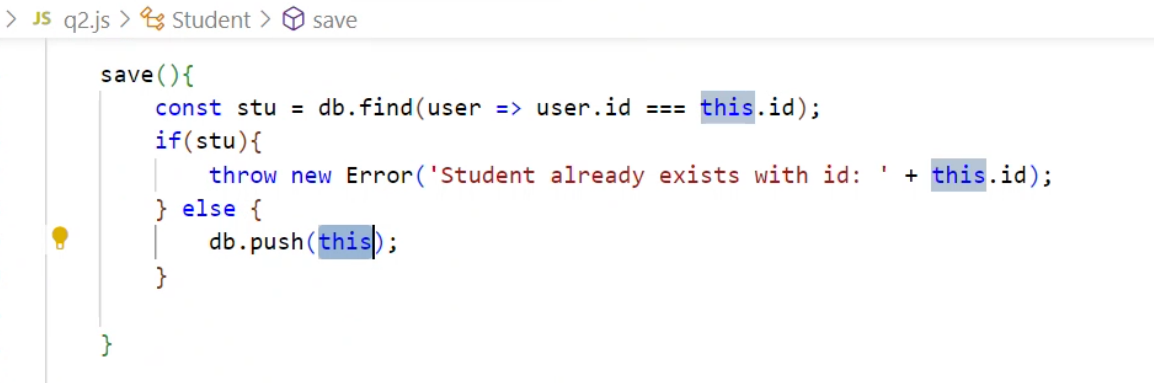 > JS q2.js > Student > save
save(){
const stu = db.find(user => user.id === this.id);
if(stu){
throw new Error('Student already exists with id: ' + this.id);
} else {
db.push(this);
}
}